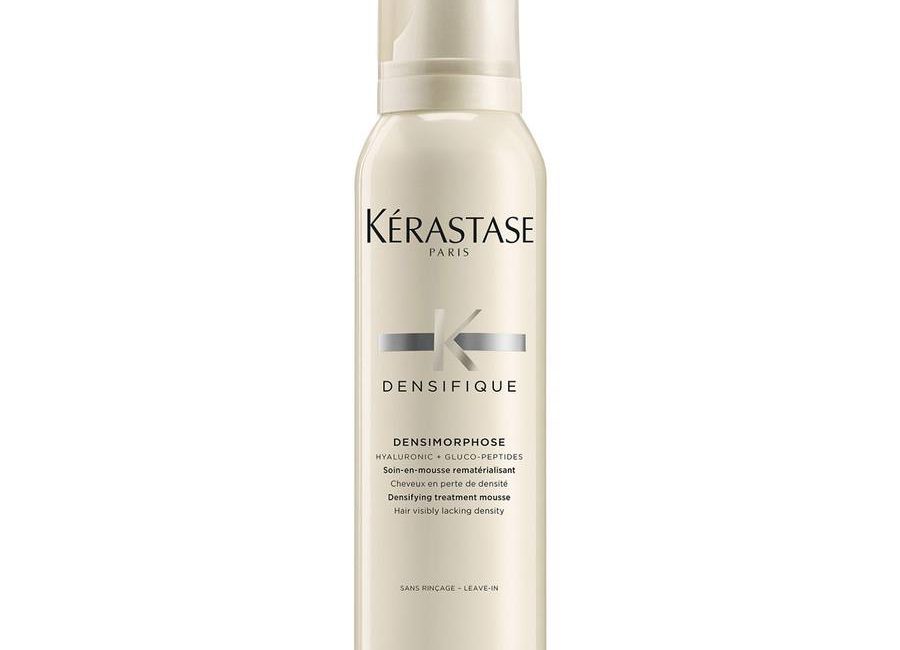 KÉRASTASE
PARIS
K
DENSIFIQUE
DENSIMORPHOSE
HYALURONIC + GLUCO-PEPTIDES
Soin-en-mousse rematérialisant
Cheveux en perte de densité
Densifying treatment mousse
Hair visibly lacking density
SANS RINÇAGE - LEAVE-IN